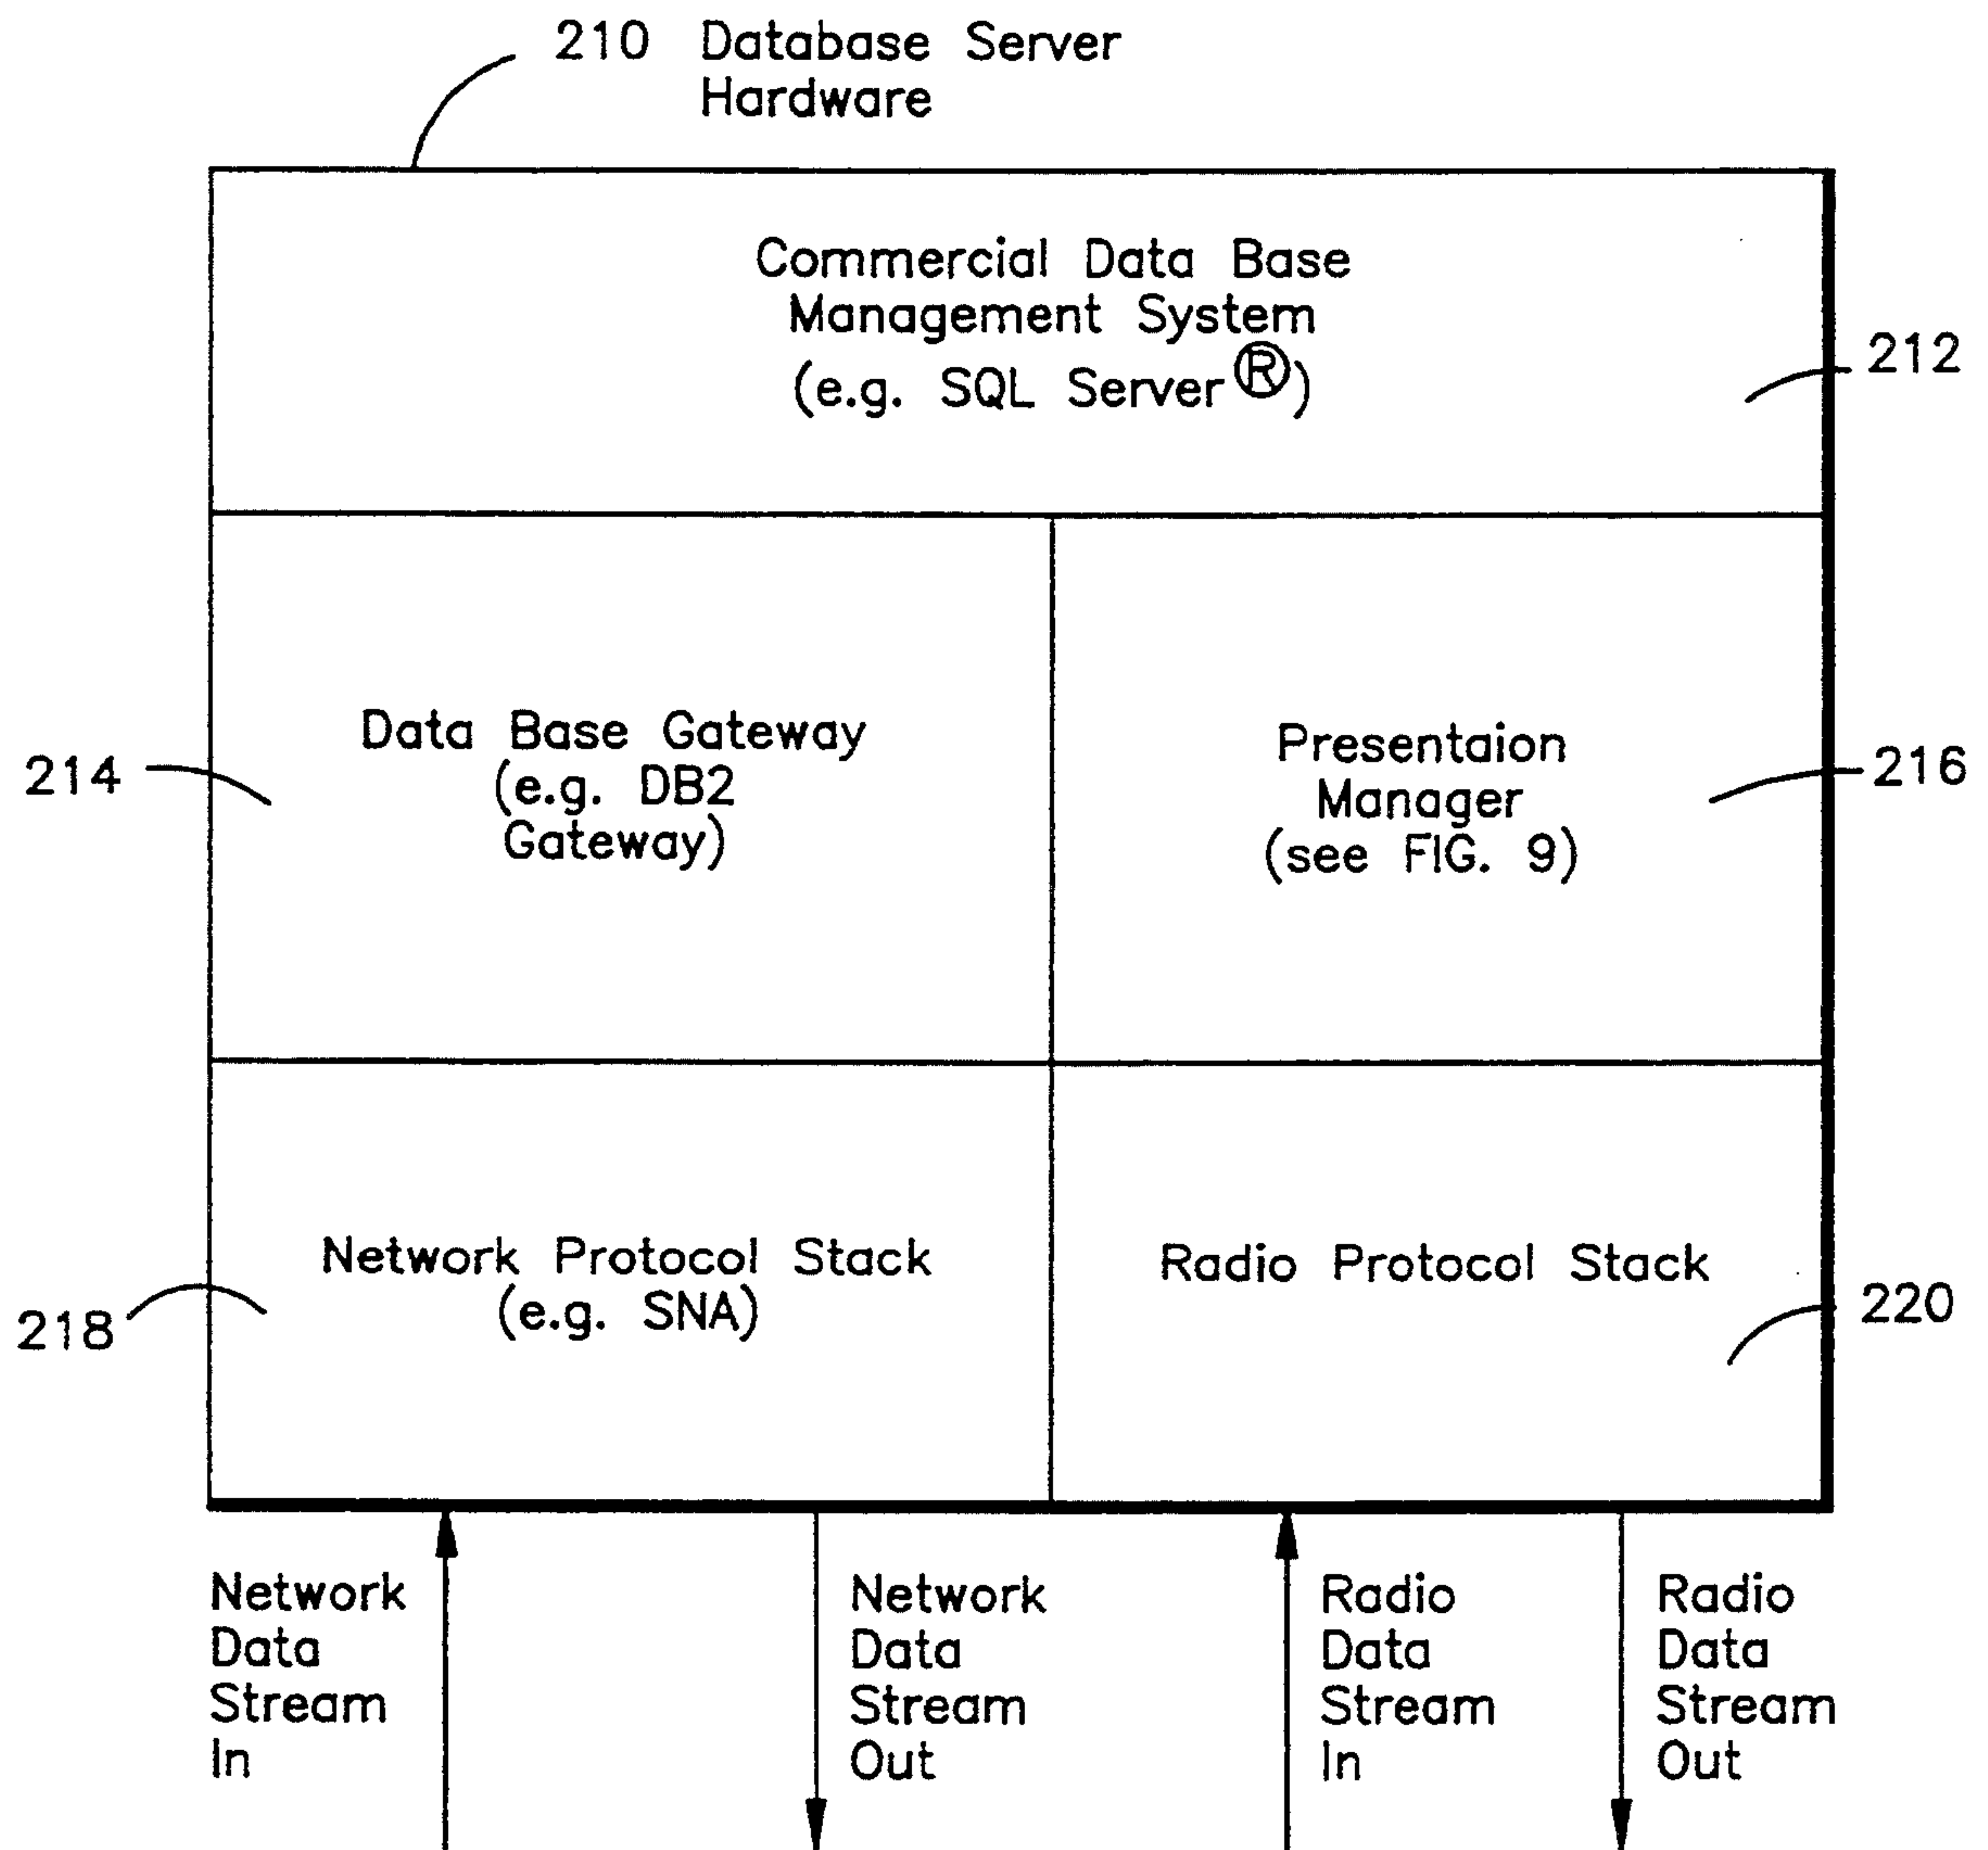 210 Database Server
Hardware
Commercial Data Base
Management System
(e.g. SQL Server®)
212
Data Base Gateway
(e.g. DB2
Gateway)
214
Presentaion
Manager
(see FIG. 9)
216
Network Protocol Stack
(e.g. SNA)
218
Radio Protocol Stack
220
Network
Data
Stream
In
Network
Data
Stream
Out
Radio
Data
Stream
In
Radio
Data
Stream
Out